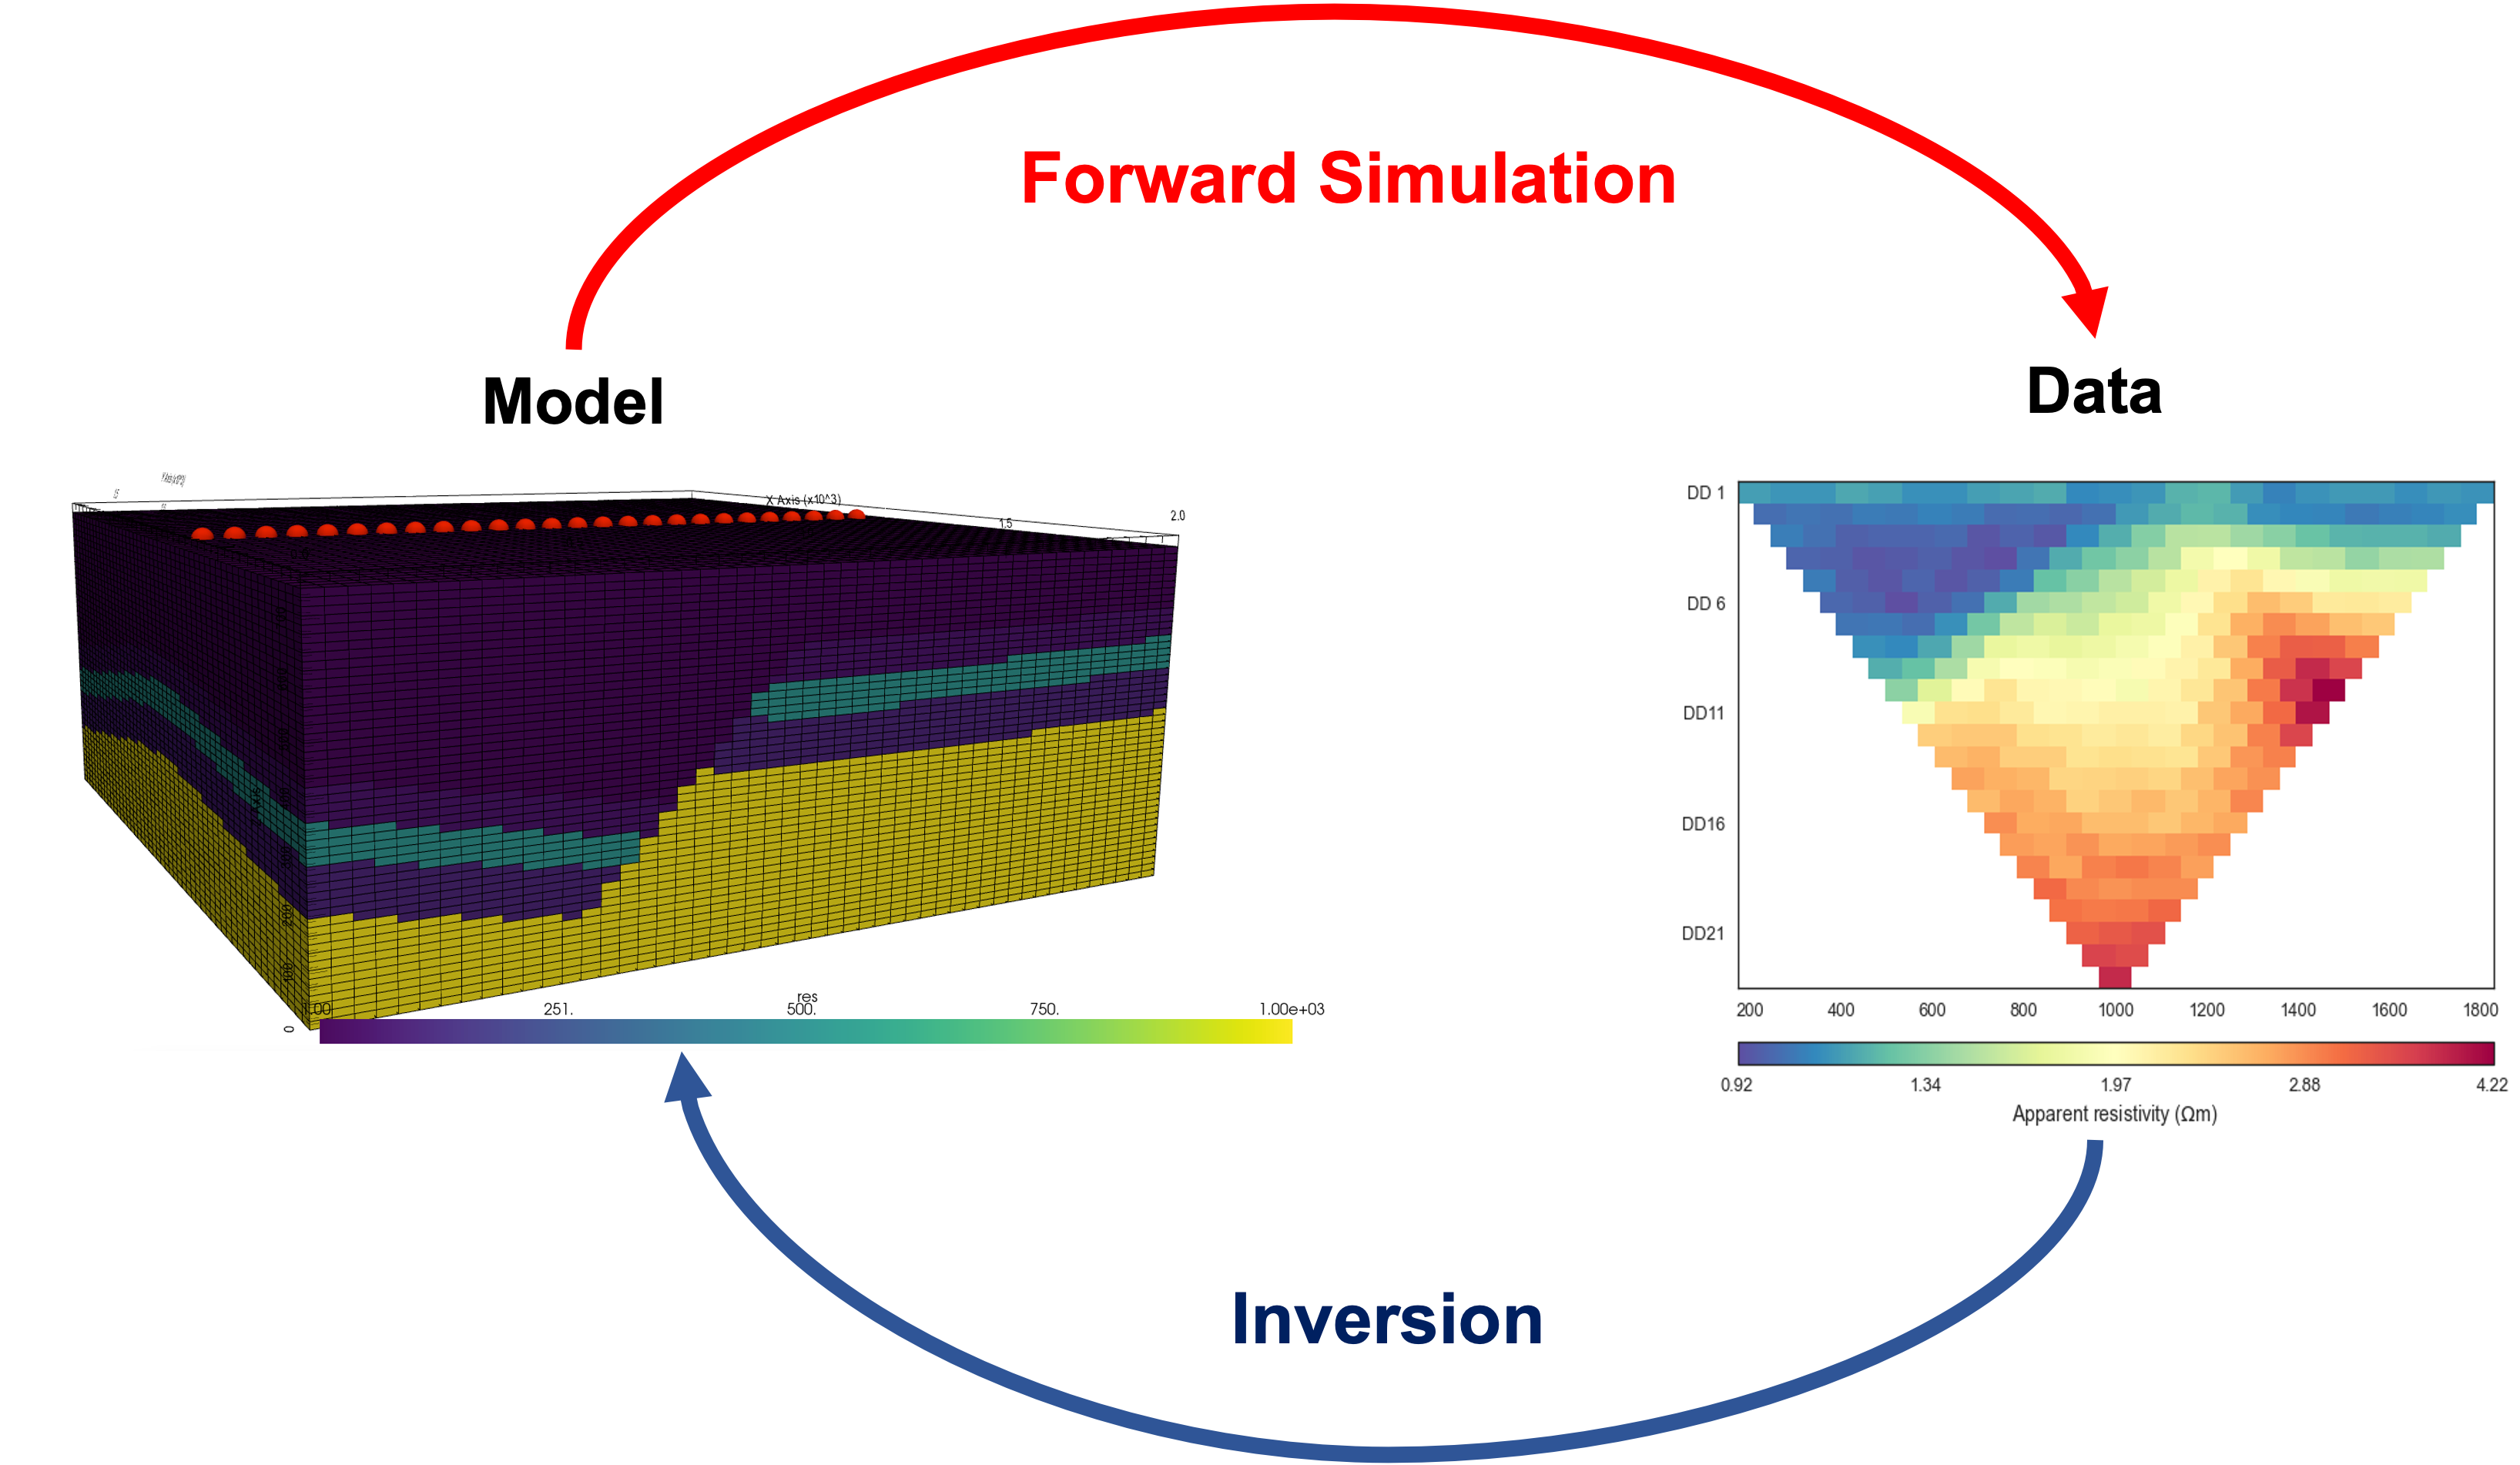 Forward Simulation
Model
Data
X Axis (x10^3)
1.5
2.0
0
res
1.00
251.
500.
750.
1.00e+03
DD 1
DD 6
DD11
DD16
DD21
200 400 600 800 1000 1200 1400 1600 1800
0.92 1.34 1.97 2.88 4.22
Apparent resistivity (Ωm)
Inversion